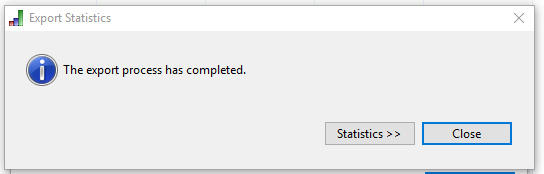 Export Statistics
The export process has completed.
Statistics >>
Close